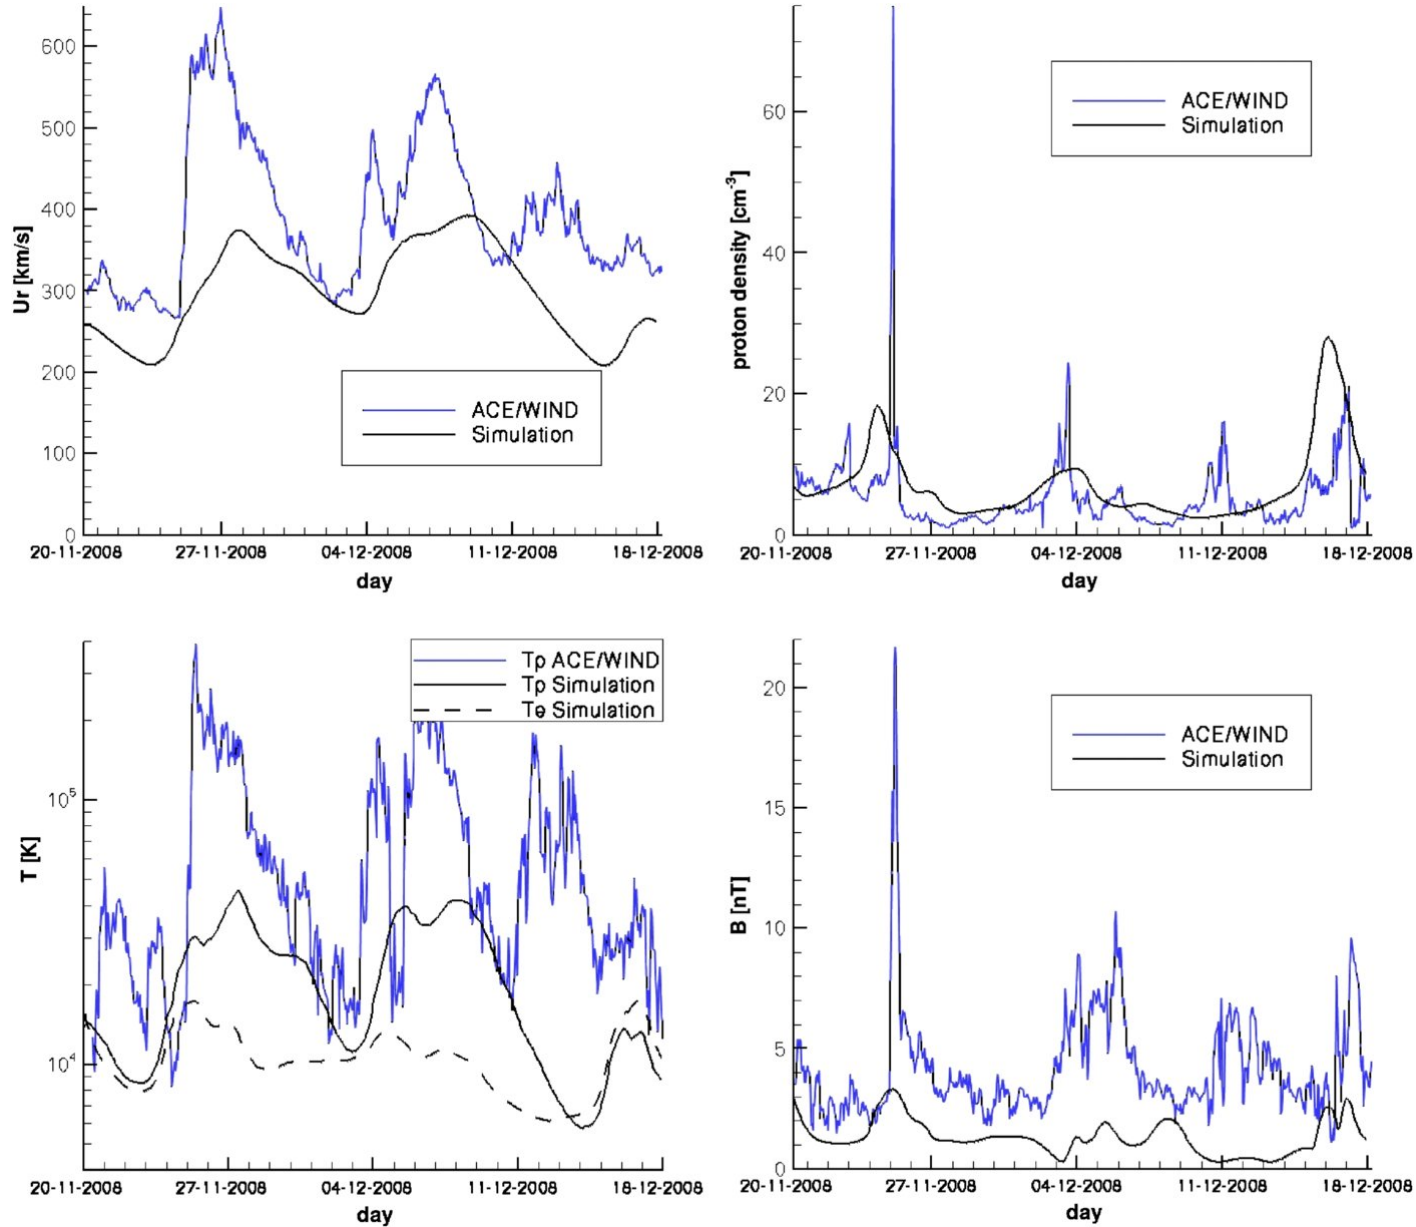 600
500
400
300
200
100
0
Ur [km/s]
ACE/WIND
Simulation
20-11-2008 27-11-2008 04-12-2008 11-12-2008 18-12-2008
day
60
40
20
0
proton density [cm-3]
ACE/WIND
Simulation
20-11-2008 27-11-2008 04-12-2008 11-12-2008 18-12-2008
day
10^5
10^4
T [K]
Tp ACE/WIND
Tp Simulation
Te Simulation
20-11-2008 27-11-2008 04-12-2008 11-12-2008 18-12-2008
day
20
15
10
5
0
B [nT]
ACE/WIND
Simulation
20-11-2008 27-11-2008 04-12-2008 11-12-2008 18-12-2008
day